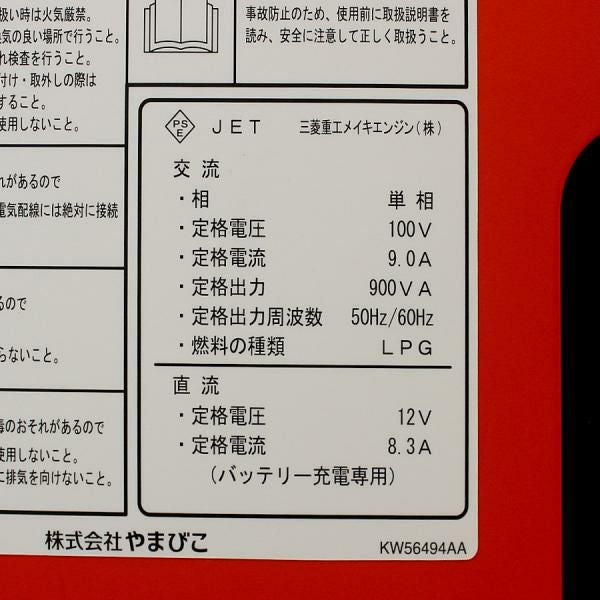 扱い時は火気厳禁。
気の良い場所で行うこと。
れ検査を行うこと。
付け・取外しの際は
すること。
使用しないこと。
事故防止のため、使用前に取扱説明書を
読み、安全に注意して正しく取扱うこと。
れがあるので
電気配線には絶対に接続
るので
らないこと。
毒のおそれがあるので
使用しないこと。
に排気を向けないこと。
PS
E
JET 三菱重工メイキエンジン(株)
交流
・相 単相
・定格電圧 100V
・定格電流 9.0A
・定格出力 900VA
・定格出力周波数 50Hz/60Hz
・燃料の種類 LPG
直流
・定格電圧 12V
・定格電流 8.3A
(バッテリー充電専用)
株式会社やまびこ
KW56494AA